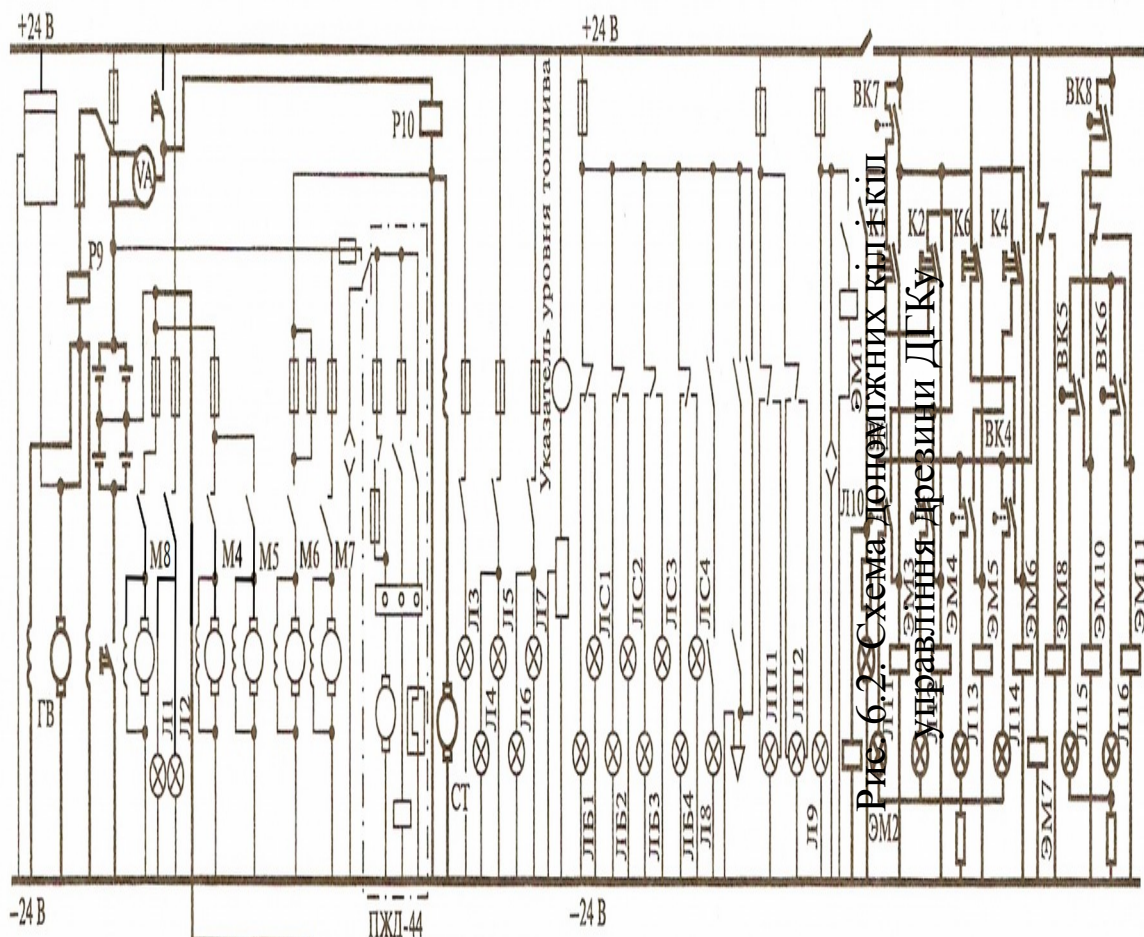 +24 В
+24 В
ВК7
ВК8
Р10
VA
Р9
К2
К6
К4
ВК5
ВК6
ВК4
ЭМ1
Указатель уровня топлива
М8
М4
М5
М6
М7
Л10
ГВ
Л1
Л2
СТ
Л3
Л4
Л5
Л6
Л7
ЛС1
ЛС2
ЛС3
ЛС4
ЛБ1
ЛБ2
ЛБ3
ЛБ4
Л8
ЛП1
ЛП2
Л9
ЭМ2
ЭМ3
ЭМ4
ЭМ5
ЭМ6
ЭМ7
ЭМ8
ЭМ10
ЭМ11
Л13
Л14
Л15
Л16
Рис. 6.2. Схема допоміжних кіл і кіл
управління дрезини ДГКу
–24 В
ПЖД-44
–24 В